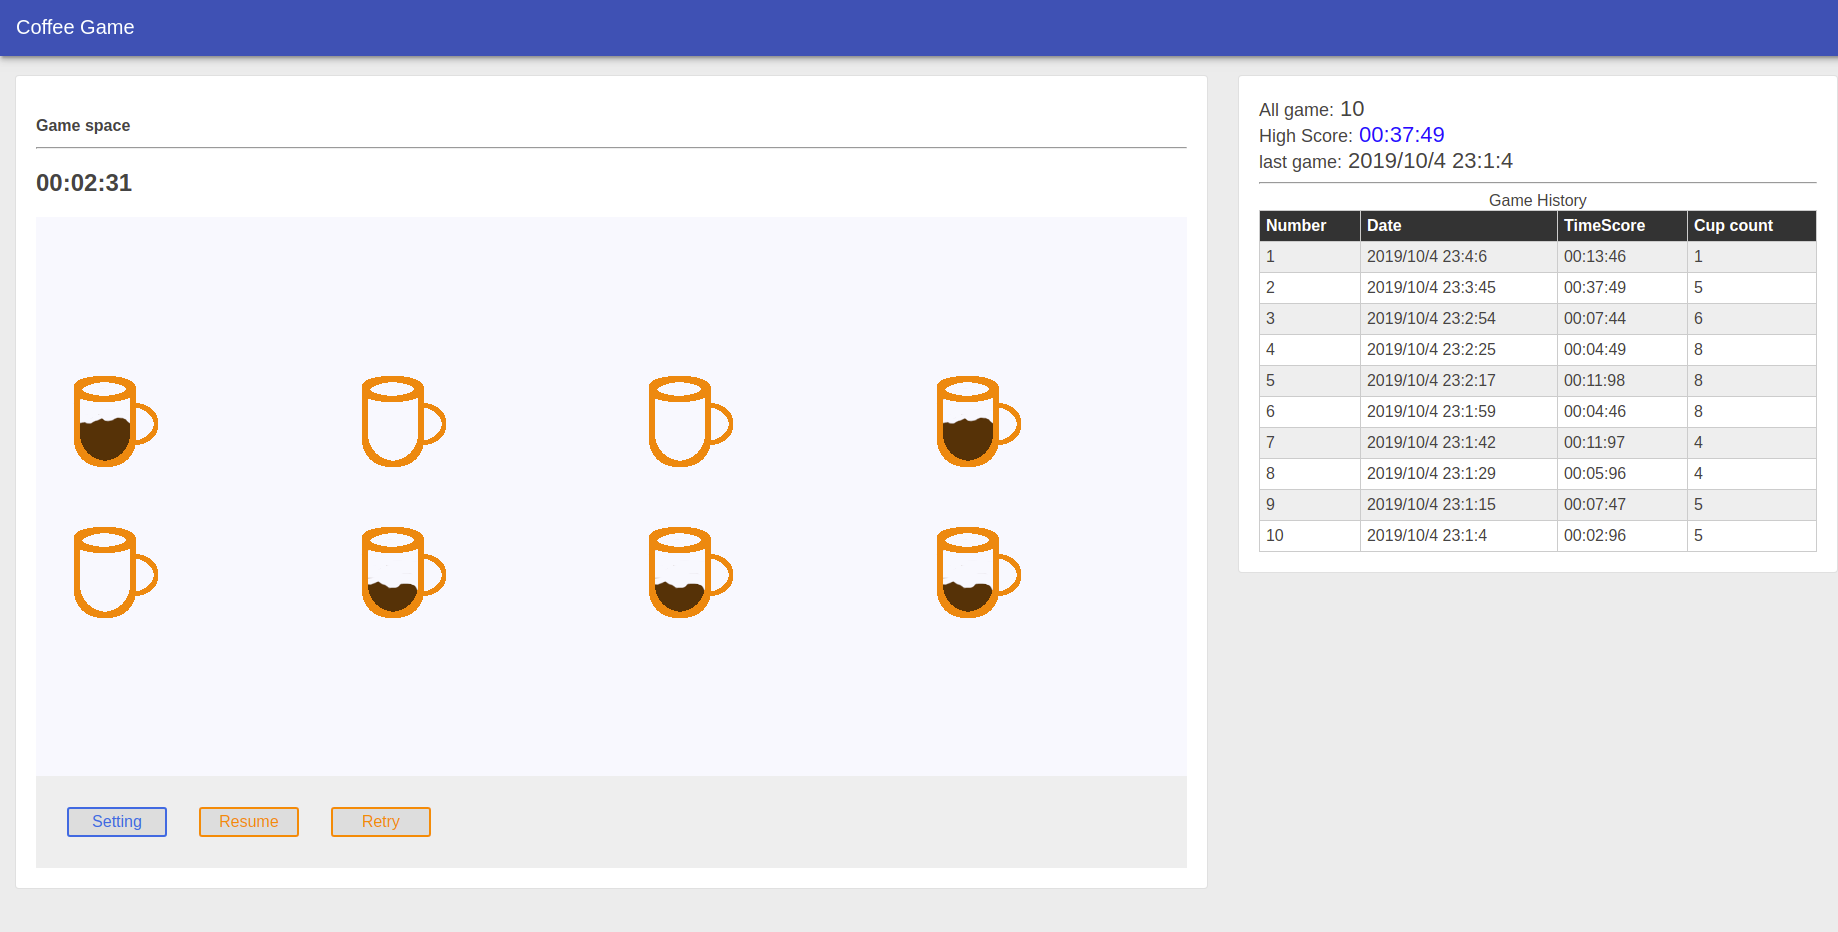 Coffee Game
Game space
00:02:31
Setting
Resume
Retry
All game: 10
High Score: 00:37:49
last game: 2019/10/4 23:1:4
Game History
Number Date TimeScore Cup count
1 2019/10/4 23:4:6 00:13:46 1
2 2019/10/4 23:3:45 00:37:49 5
3 2019/10/4 23:2:54 00:07:44 6
4 2019/10/4 23:2:25 00:04:49 8
5 2019/10/4 23:2:17 00:11:98 8
6 2019/10/4 23:1:59 00:04:46 8
7 2019/10/4 23:1:42 00:11:97 4
8 2019/10/4 23:1:29 00:05:96 4
9 2019/10/4 23:1:15 00:07:47 5
10 2019/10/4 23:1:4 00:02:96 5